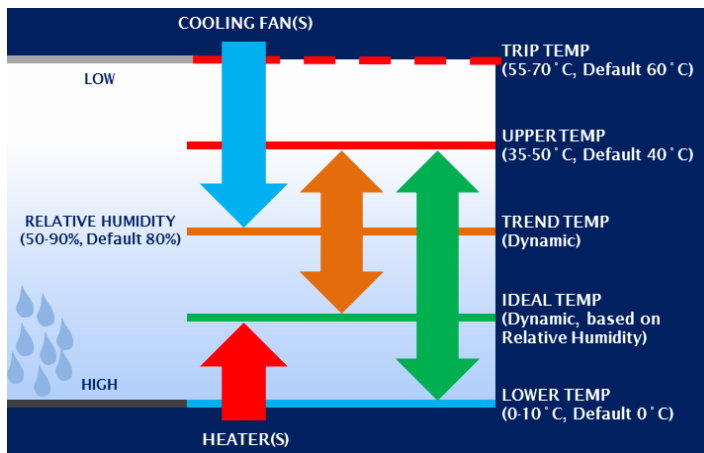 COOLING FAN(S)
TRIP TEMP
(55-70˚C, Default 60˚C)
LOW
UPPER TEMP
(35-50˚C, Default 40˚C)
RELATIVE HUMIDITY
(50-90%, Default 80%)
TREND TEMP
(Dynamic)
IDEAL TEMP
(Dynamic, based on
Relative Humidity)
HIGH
LOWER TEMP
(0-10˚C, Default 0˚C)
HEATER(S)